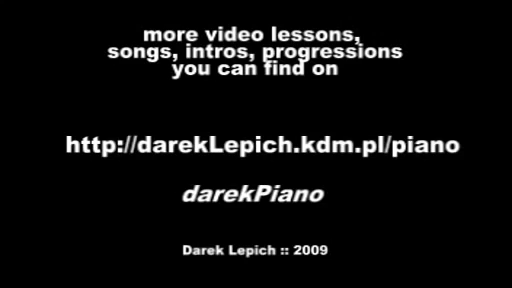 more video lessons,
songs, intros, progressions
you can find on
http://darekLepich.kdm.pl/piano
darekPiano
Darek Lepich :: 2009